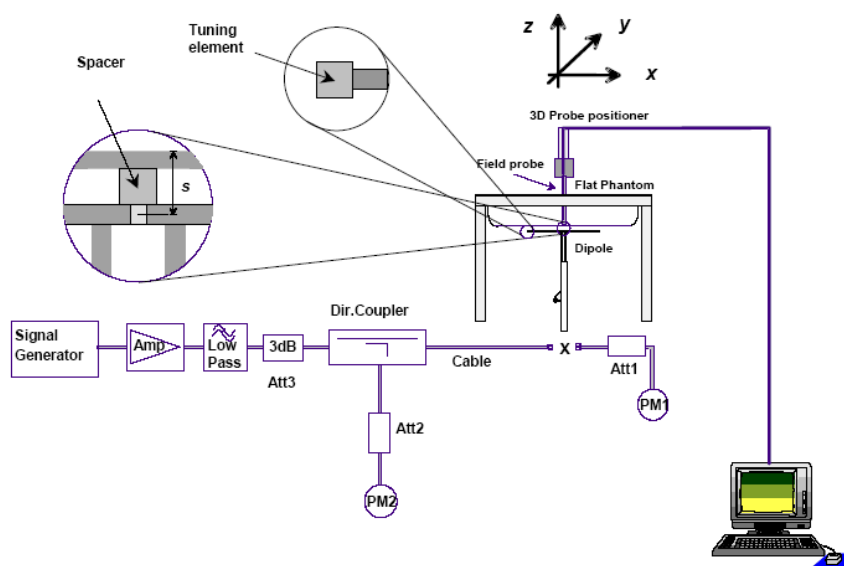 Tuning
element
Spacer
z
y
x
3D Probe positioner
Field probe
Flat Phantom
s
Dipole
Dir.Coupler
Signal
Generator
Amp
Low
Pass
3dB
Att3
Cable
X
Att1
PM1
Att2
PM2